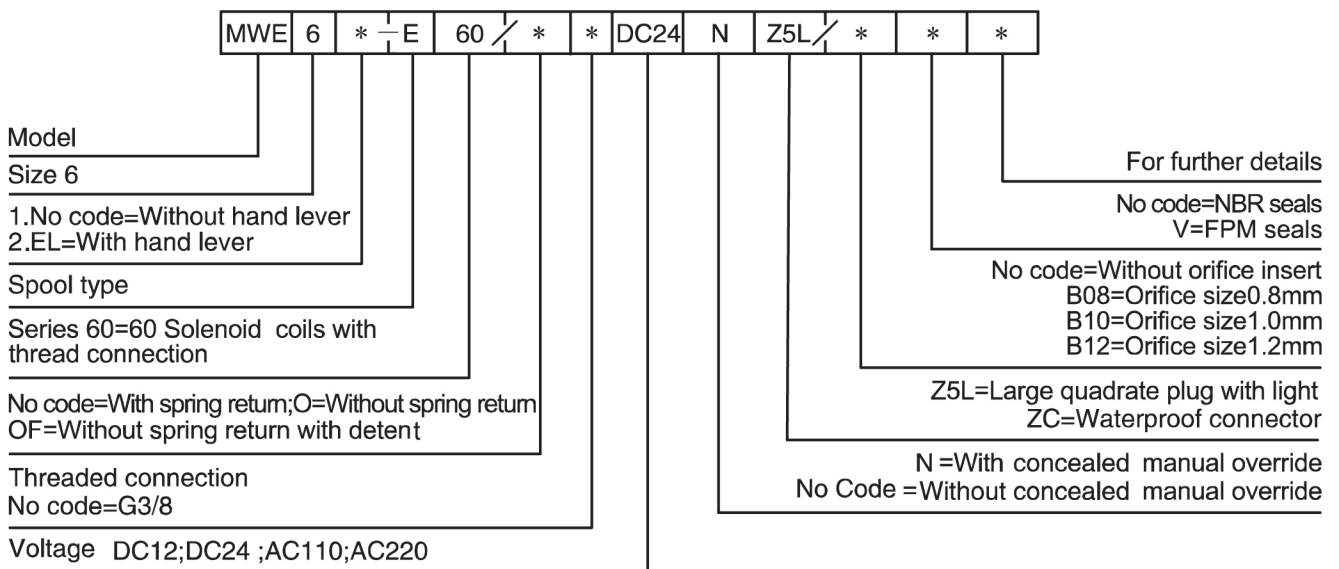 MWE 6 * - E 60 / * * DC24 N Z5L / * * *
Model
Size 6
1.No code=Without hand lever
2.EL=With hand lever
Spool type
Series 60=60 Solenoid coils with
thread connection
No code=With spring return;O=Without spring return
OF=Without spring return with detent
Threaded connection
No code=G3/8
Voltage DC12;DC24 ;AC110;AC220
For further details
No code=NBR seals
V=FPM seals
No code=Without orifice insert
B08=Orifice size0.8mm
B10=Orifice size1.0mm
B12=Orifice size1.2mm
Z5L=Large quadrate plug with light
ZC=Waterproof connector
N =With concealed manual override
No Code =Without concealed manual override